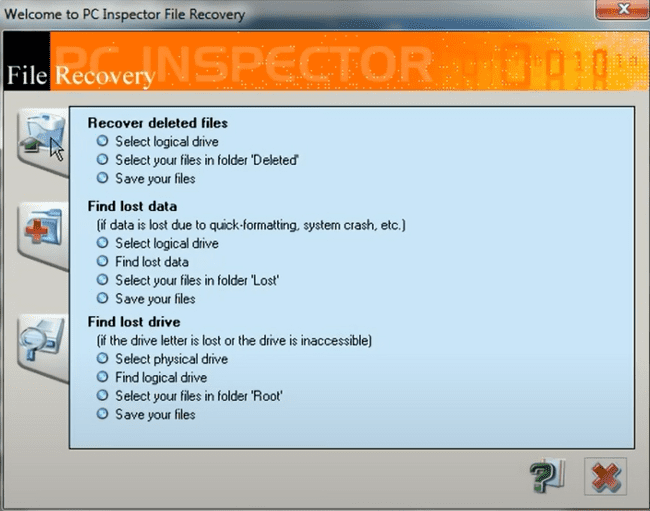 Welcome to PC Inspector File Recovery
PC INSPECTOR
File Recovery
Recover deleted files
Select logical drive
Select your files in folder 'Deleted'
Save your files
Find lost data
(if data is lost due to quick-formatting, system crash, etc.)
Select logical drive
Find lost data
Select your files in folder 'Lost'
Save your files
Find lost drive
(if the drive letter is lost or the drive is inaccessible)
Select physical drive
Find logical drive
Select your files in folder 'Root'
Save your files